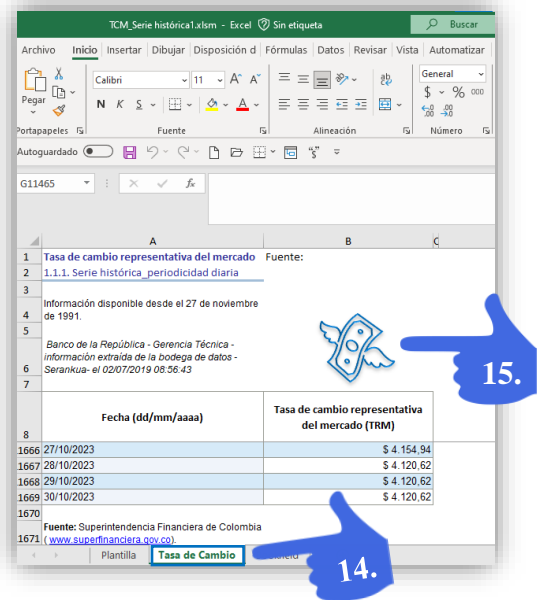 TCM_Serie histórica1.xlsm - Excel Sin etiqueta Buscar
Archivo Inicio Insertar Dibujar Disposición d Fórmulas Datos Revisar Vista Automatizar
Pegar Calibri 11 A^ Aˇ ab General
N K S A $ % 000
Portapapeles Fuente Alineación Número
Autoguardado
G11465 fx
A B C
1 Tasa de cambio representativa del mercado Fuente:
2 1.1.1. Serie histórica_periodicidad diaria
3
Información disponible desde el 27 de noviembre
4 de 1991.
5
Banco de la República - Gerencia Técnica -
información extraída de la bodega de datos -
6 Serankua- el 02/07/2019 08:56:43
7
15.
Fecha (dd/mm/aaaa) Tasa de cambio representativa
del mercado (TRM)
8
1666 27/10/2023 $ 4.154,94
1667 28/10/2023 $ 4.120,62
1668 29/10/2023 $ 4.120,62
1669 30/10/2023 $ 4.120,62
1670
Fuente: Superintendencia Financiera de Colombia
1671 ( www.superfinanciera.gov.co).
Plantilla Tasa de Cambio
14.